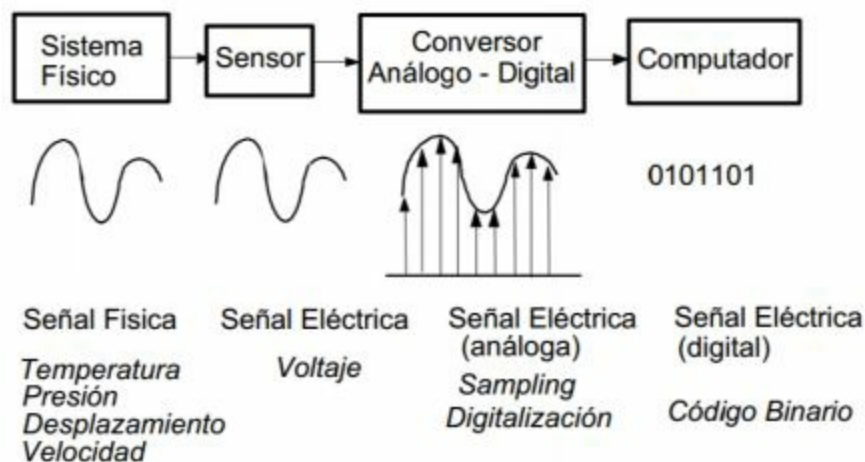 Sistema
Físico
Sensor
Conversor
Análogo - Digital
Computador
0101101
Señal Fisica
Temperatura
Presión
Desplazamiento
Velocidad
Señal Eléctrica
Voltaje
Señal Eléctrica
(análoga)
Sampling
Digitalización
Señal Eléctrica
(digital)
Código Binario